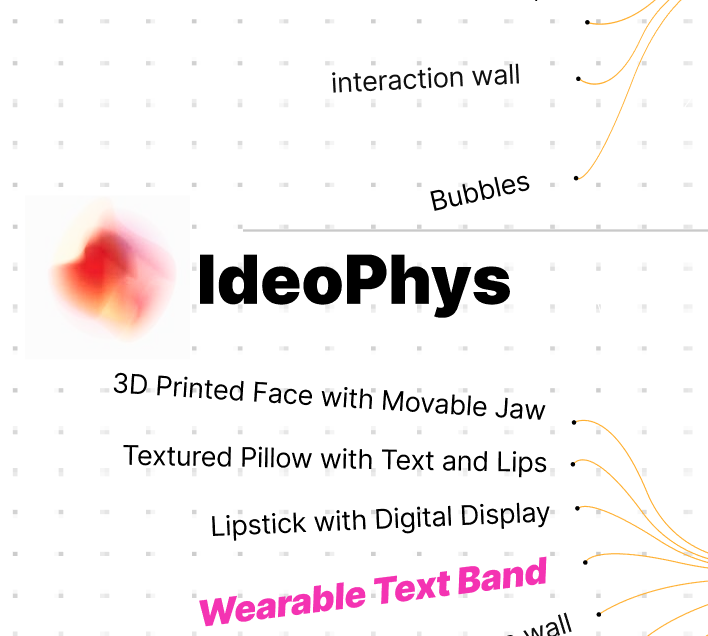 interaction wall
Bubbles
IdeoPhys
3D Printed Face with Movable Jaw
Textured Pillow with Text and Lips
Lipstick with Digital Display
Wearable Text Band
wall